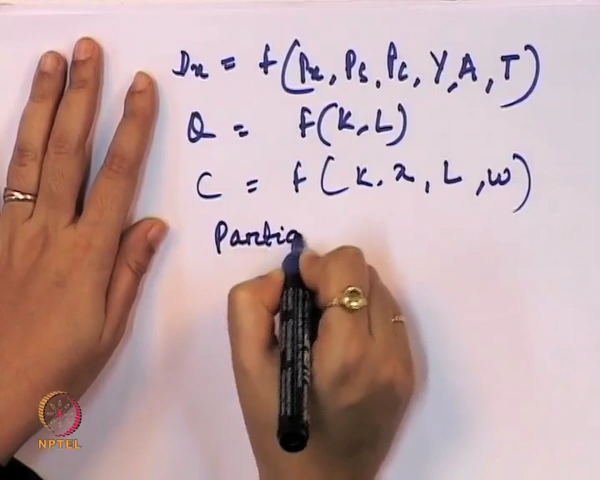 Dx = f(Px, Ps, Pc, Y, A, T)
Q = f(K, L)
C = f(K, r, L, w)
Partia
NPTEL